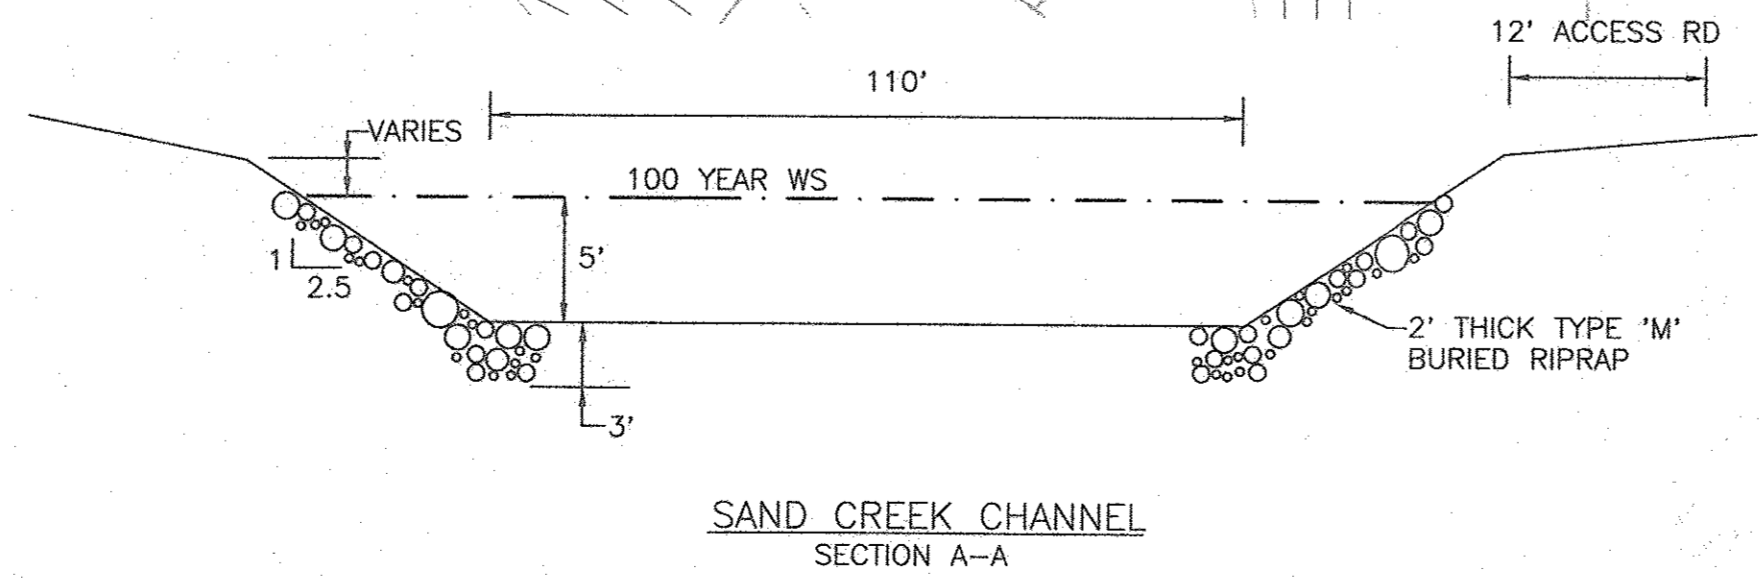 12' ACCESS RD
110'
VARIES
100 YEAR WS
5'
1
2.5
2' THICK TYPE 'M'
BURIED RIPRAP
3'
SAND CREEK CHANNEL
SECTION A-A